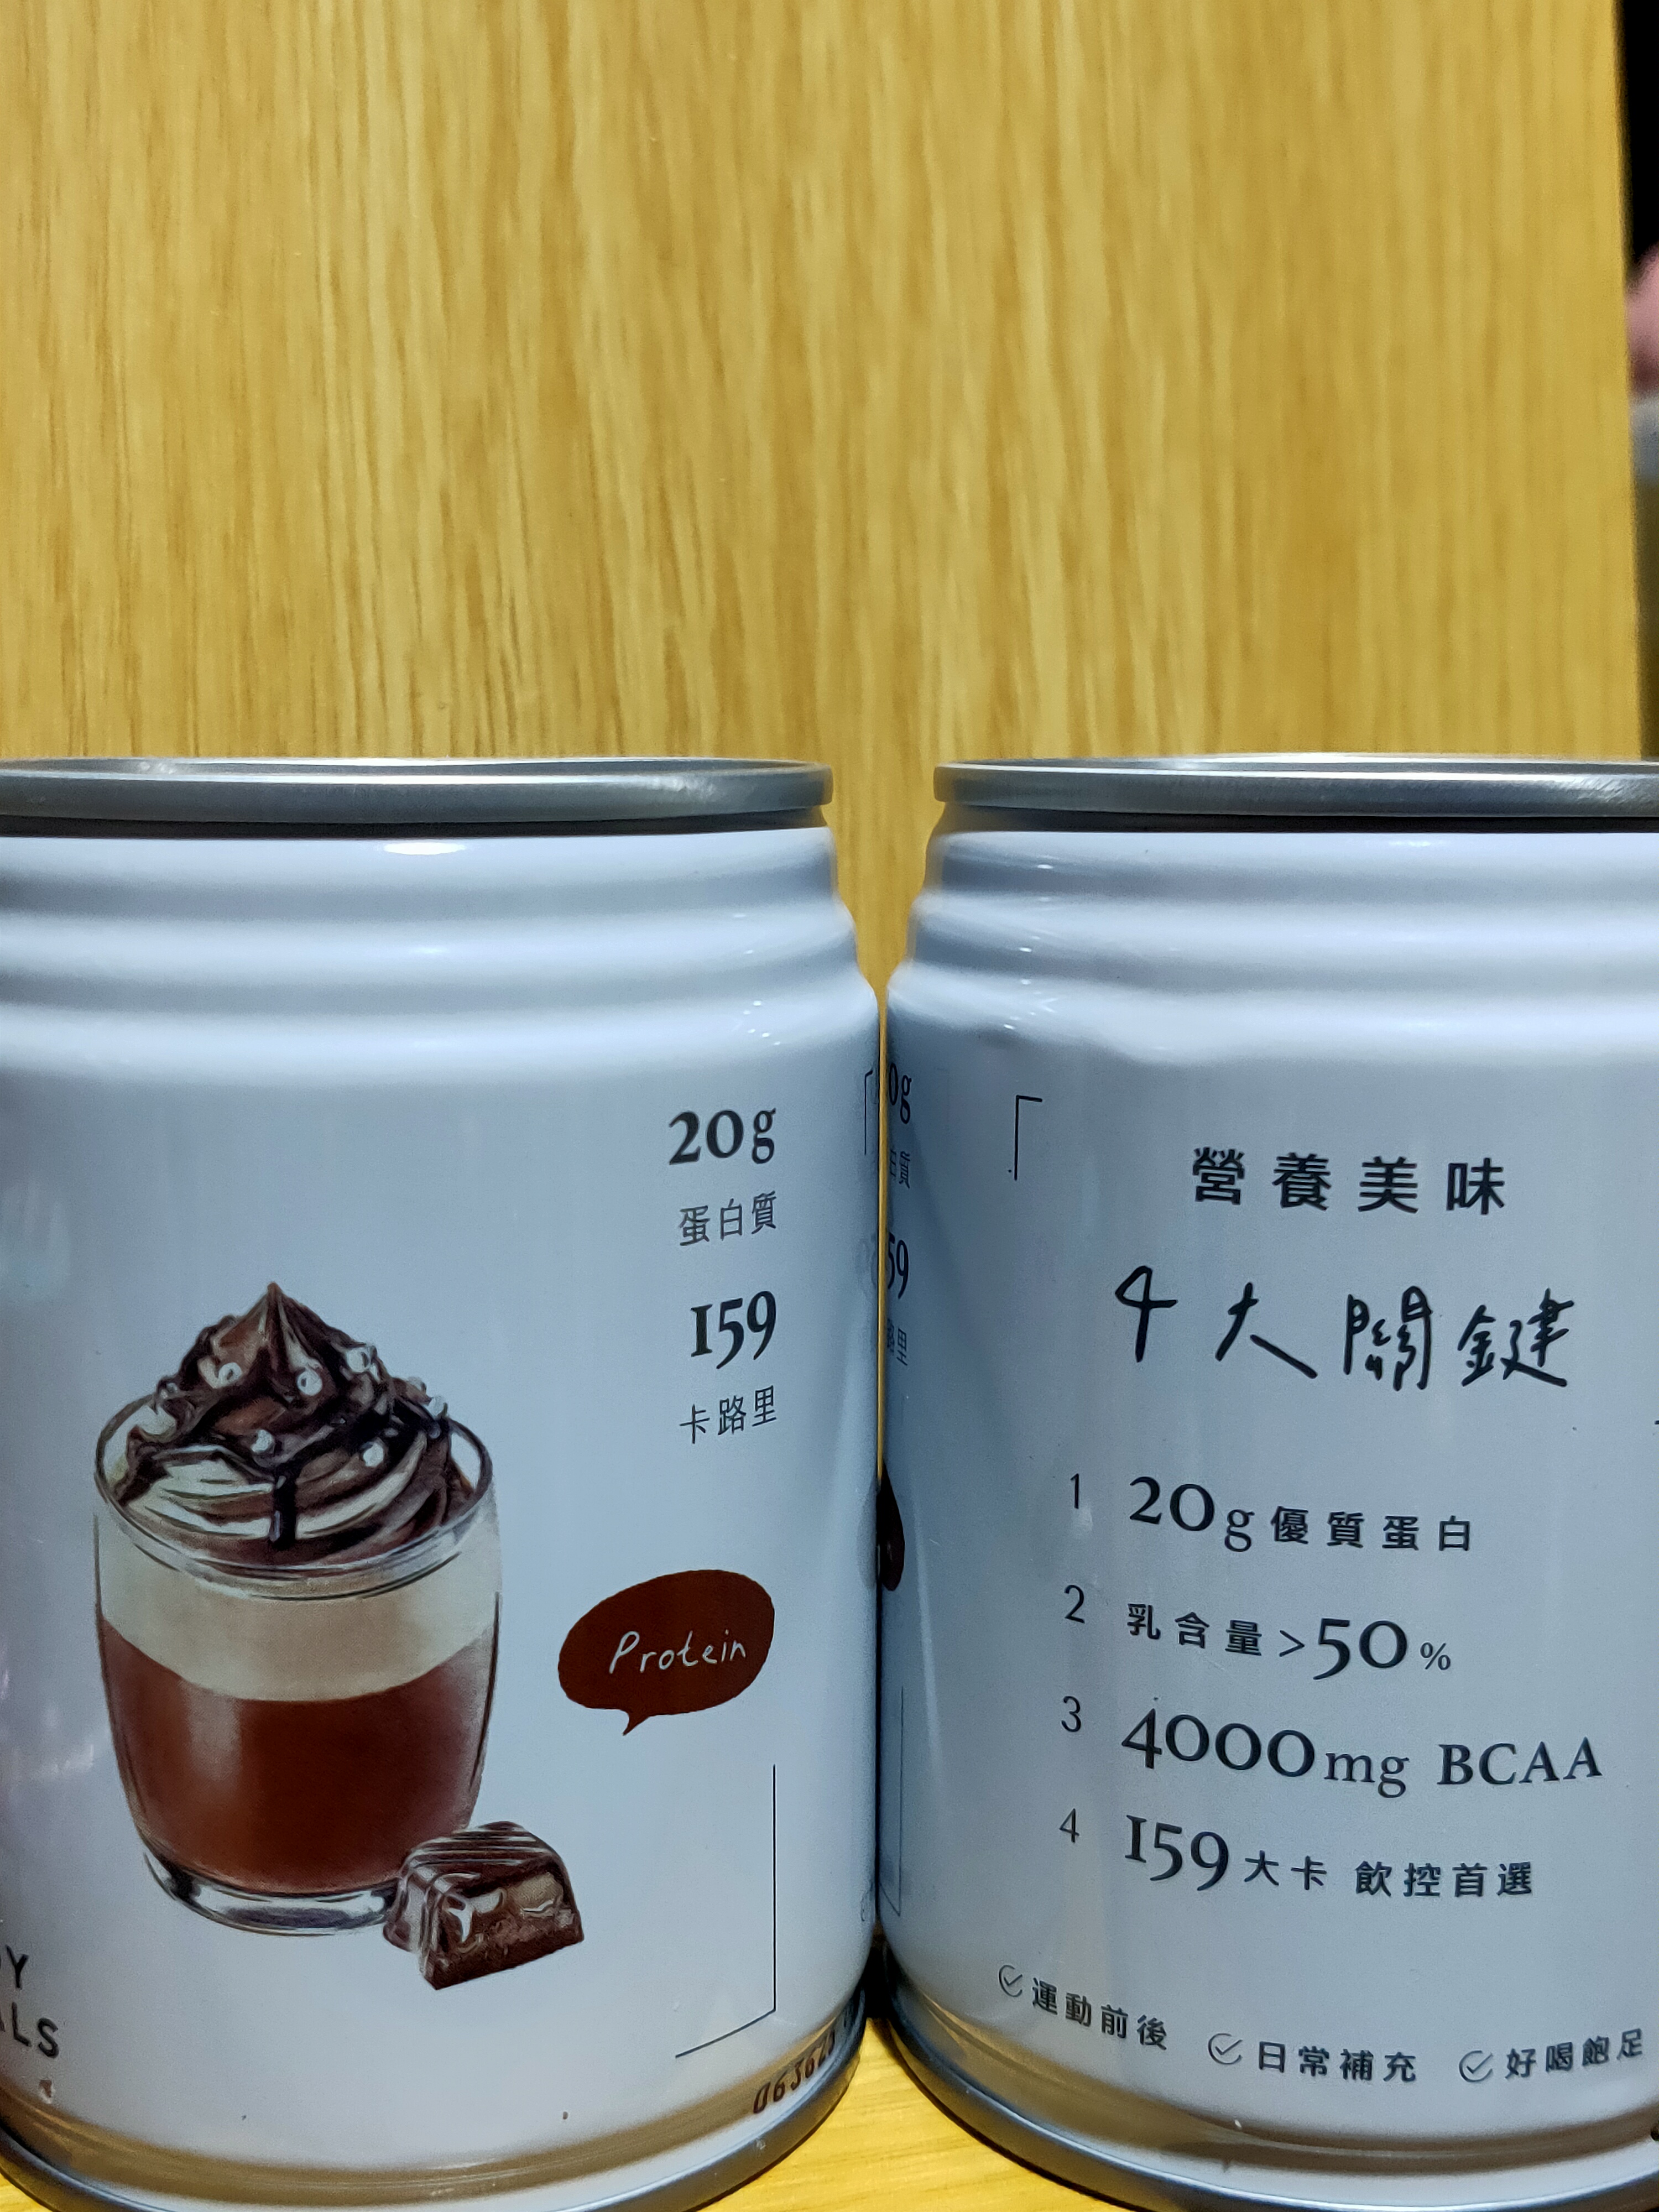 20g
蛋白質
159
卡路里
Protein
營養美味
4大關鍵
1 20g優質蛋白
2 乳含量>50%
3 4000mg BCAA
4 159大卡 飲控首選
運動前後 日常補充 好喝飽足